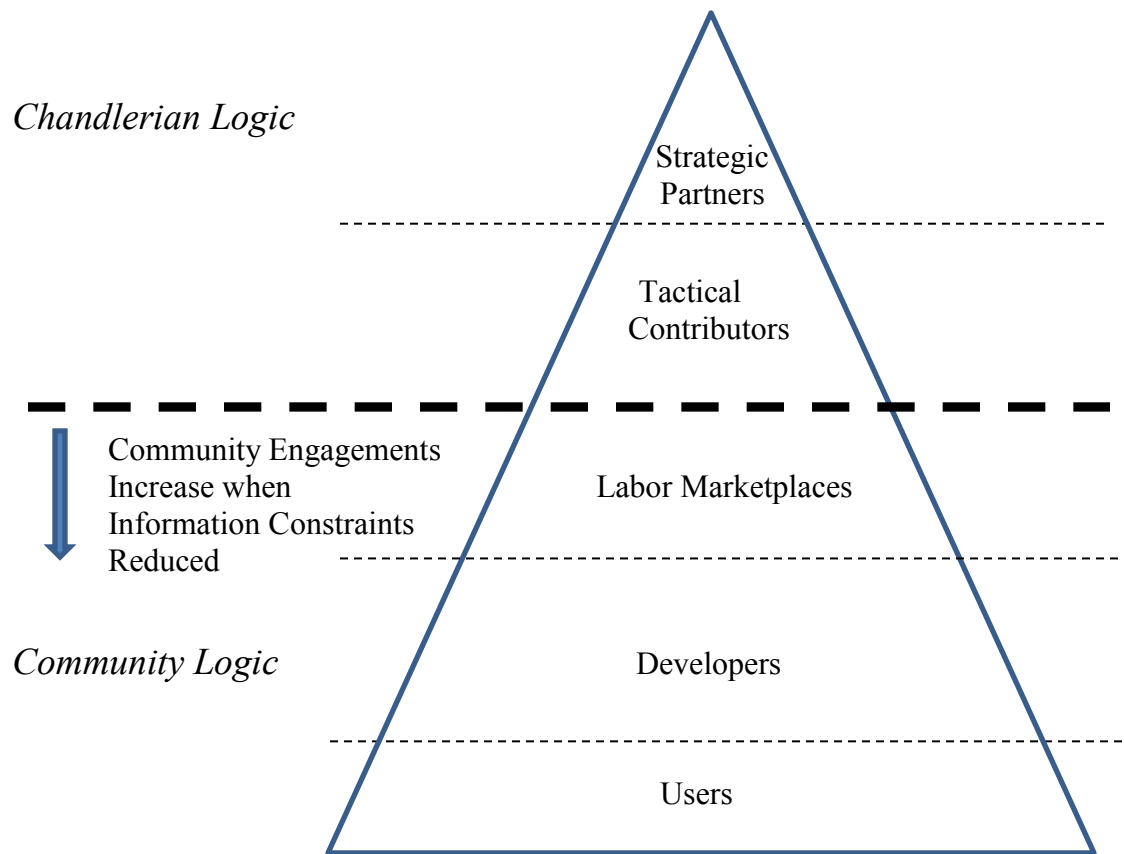 Chandlerian Logic
Strategic
Partners
Tactical
Contributors
Community Engagements
Increase when
Information Constraints
Reduced
Labor Marketplaces
Community Logic
Developers
Users